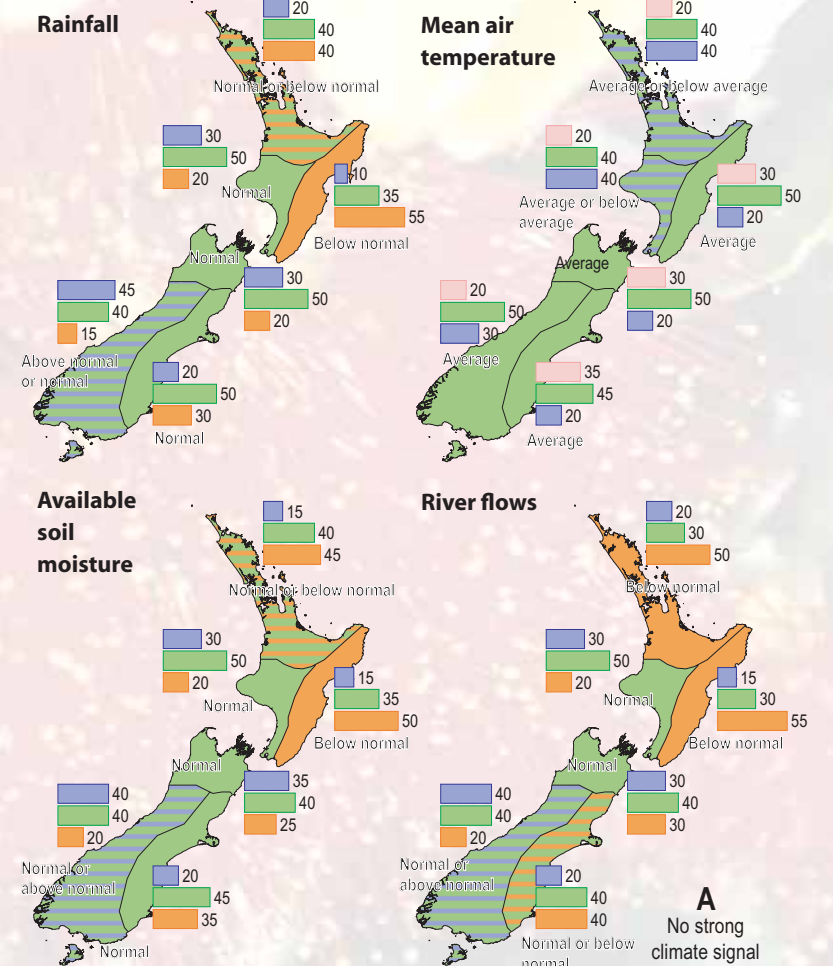 Rainfall
20
40
40
Normal or below normal
30
50
20
Normal
10
35
55
Below normal
Normal
30
50
20
45
40
15
Above normal
or normal
20
50
30
Normal
Mean air
temperature
20
40
40
Average or below average
20
40
40
Average or below
average
30
50
20
Average
Average
30
50
20
20
50
30
Average
35
45
20
Average
Available
soil
moisture
15
40
45
Normal or below normal
30
50
20
Normal
15
35
50
Below normal
Normal
35
40
25
40
40
20
Normal or
above normal
20
45
35
Normal
River flows
20
30
50
Below normal
30
50
20
Normal
15
30
55
Below normal
Normal
30
40
30
40
40
20
Normal or
above normal
20
40
40
Normal or below
normal
A
No strong
climate signal